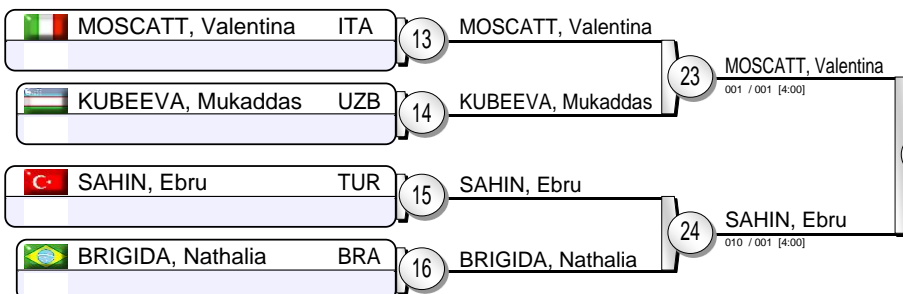 MOSCATT, Valentina ITA
13
MOSCATT, Valentina
23
MOSCATT, Valentina
001 / 001 [4:00]
KUBEEVA, Mukaddas UZB
14
KUBEEVA, Mukaddas
SAHIN, Ebru TUR
15
SAHIN, Ebru
24
SAHIN, Ebru
010 / 001 [4:00]
BRIGIDA, Nathalia BRA
16
BRIGIDA, Nathalia